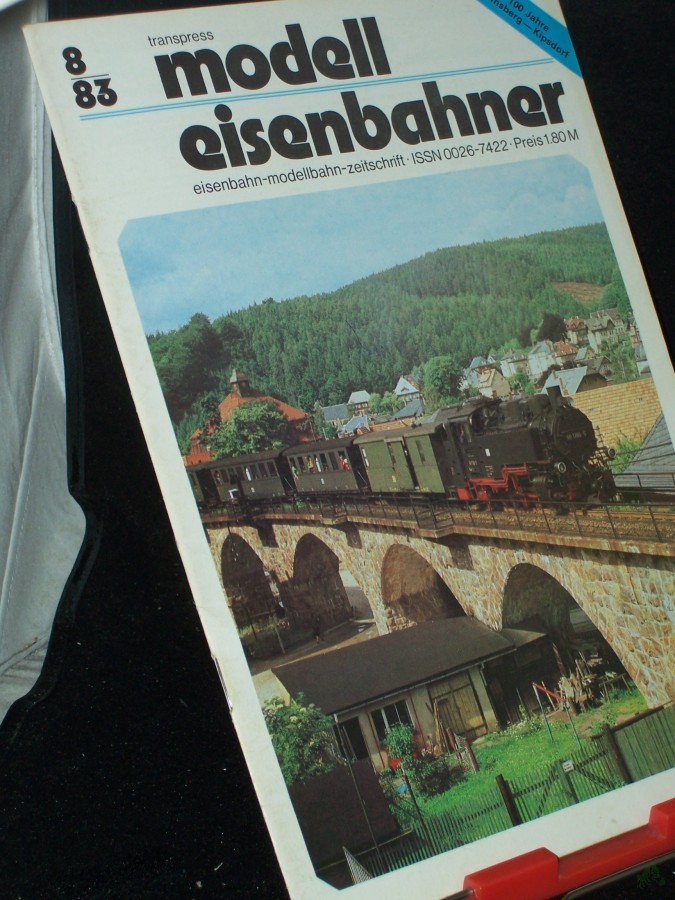 8
83
transpress
modell
eisenbahner
eisenbahn-modellbahn-zeitschrift · ISSN 0026-7422 · Preis 1.80 M
100 Jahre
– Kipsdorf